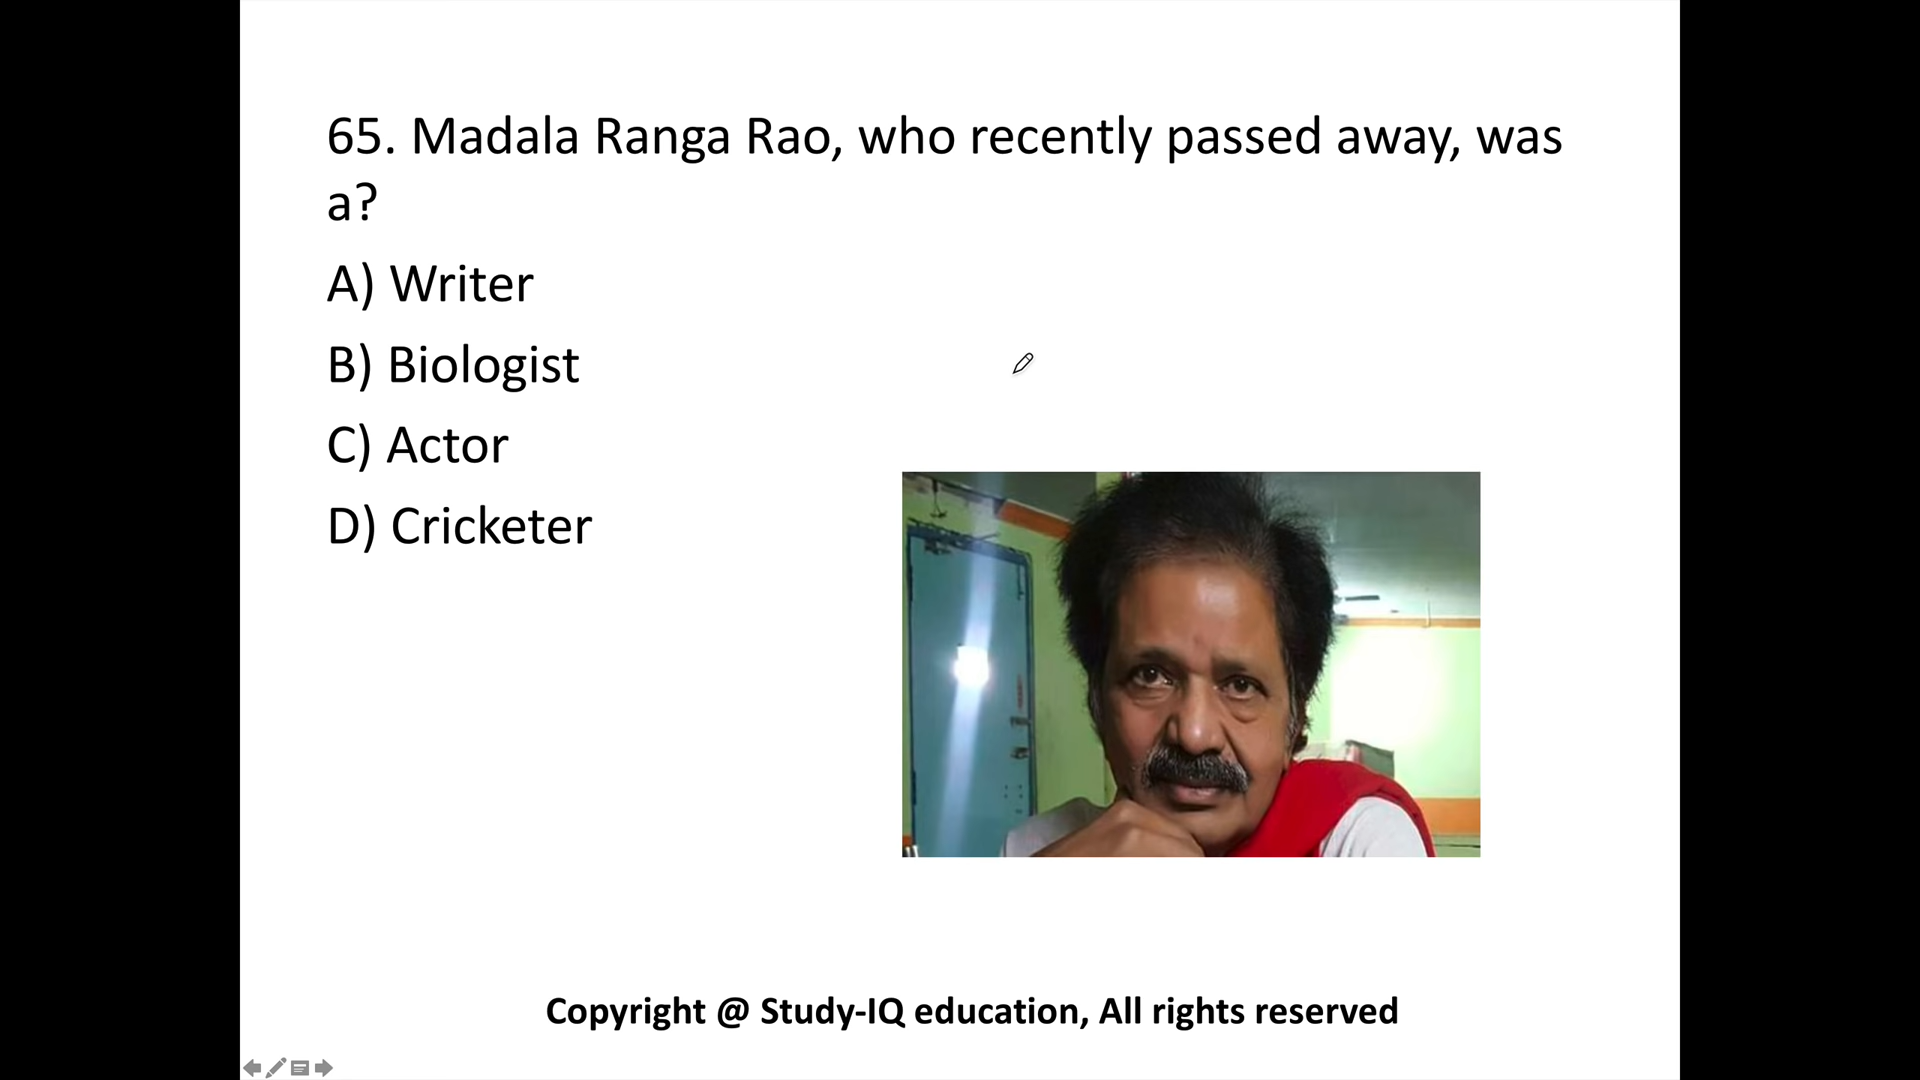 65. Madala Ranga Rao, who recently passed away, was
a?
A) Writer
B) Biologist
C) Actor
D) Cricketer
Copyright @ Study-IQ education, All rights reserved